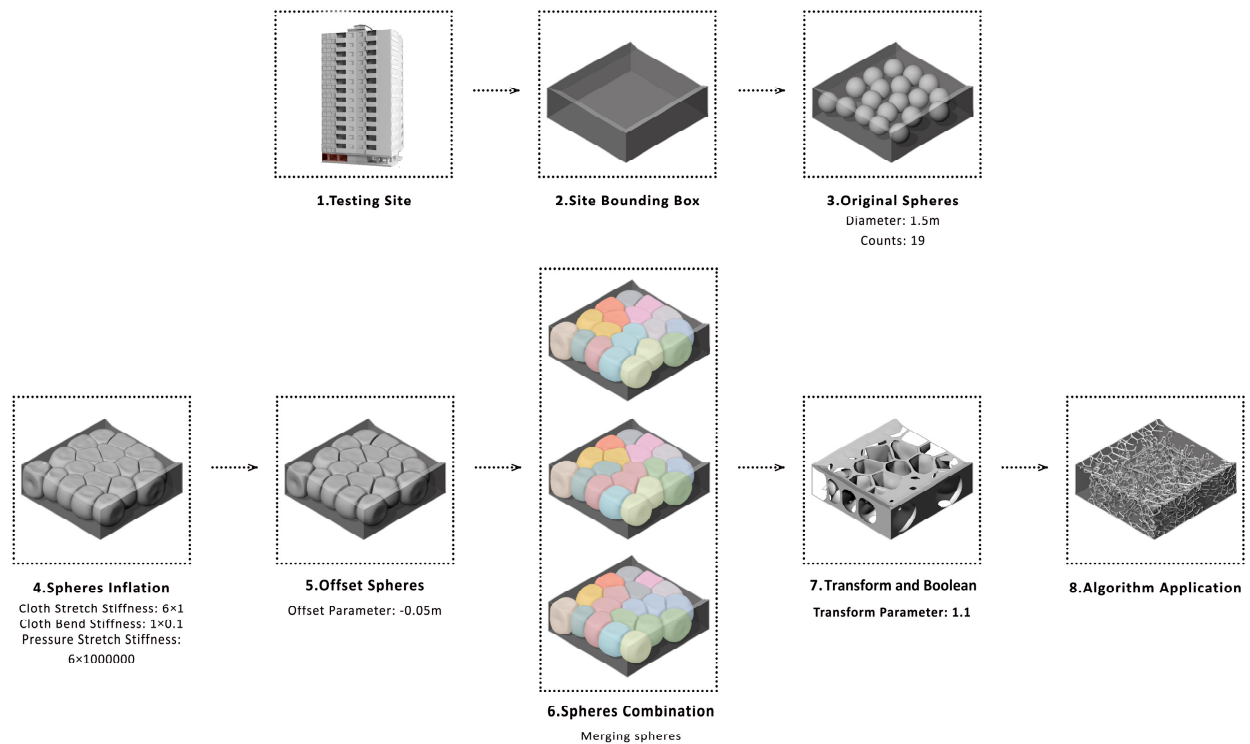 1.Testing Site
2.Site Bounding Box
3.Original Spheres
Diameter: 1.5m
Counts: 19
4.Spheres Inflation
Cloth Stretch Stiffness: 6×1
Cloth Bend Stiffness: 1×0.1
Pressure Stretch Stiffness:
6×1000000
5.Offset Spheres
Offset Parameter: -0.05m
6.Spheres Combination
Merging spheres
7.Transform and Boolean
Transform Parameter: 1.1
8.Algorithm Application